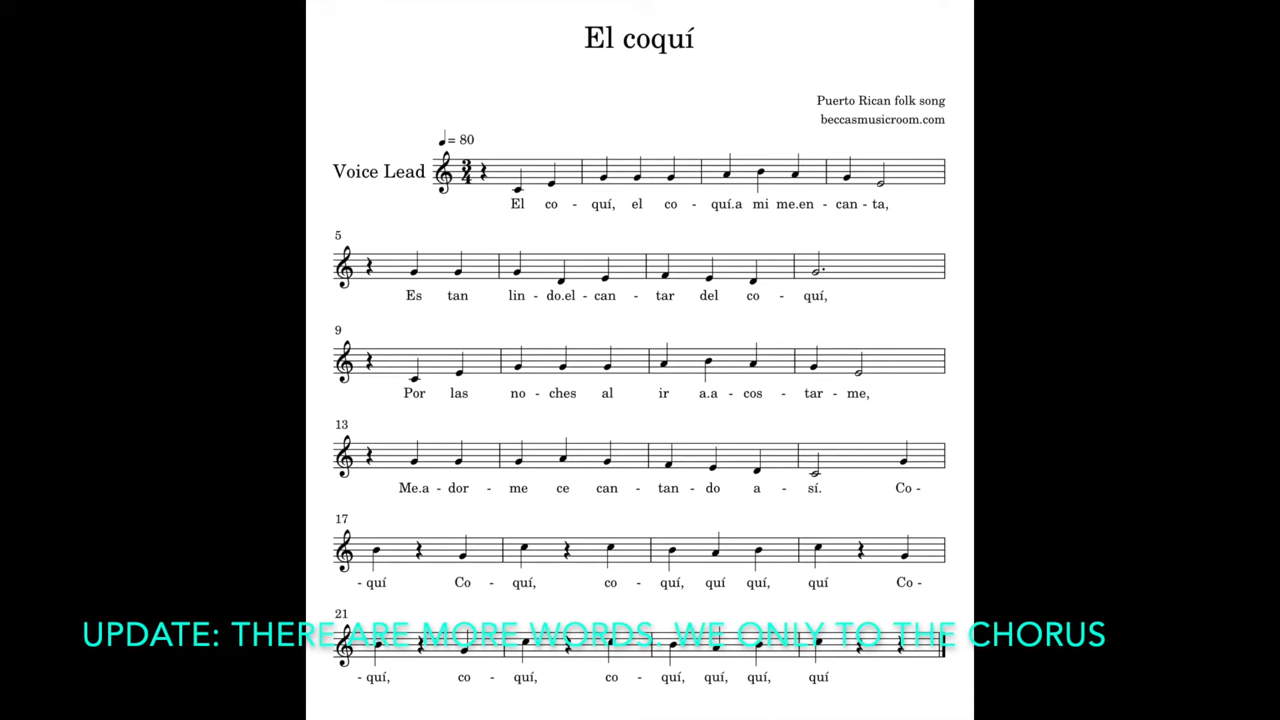 El coquí
Puerto Rican folk song
beccasmusicroom.com
= 80
Voice Lead
3
4
El co - quí, el co - quí.a mi me.en - can - ta,
5
Es tan lin - do.el - can - tar del co - quí,
9
Por las no - ches al ir a.a - cos - tar - me,
13
Me.a - dor - me ce can - tan - do a - sí. Co -
17
- quí Co - quí, co - quí, quí quí, quí Co -
21
UPDATE: THERE ARE MORE WORDS.. WE ONLY TO THE CHORUS
- quí, co - quí, co - quí, quí, quí, quí